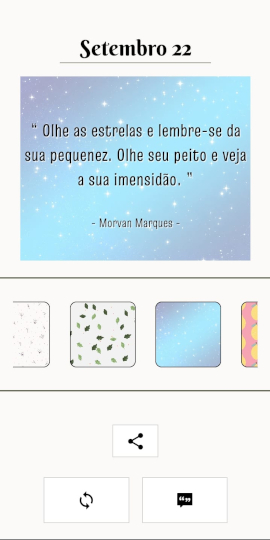 Setembro 22
“ Olhe as estrelas e lembre-se da
sua pequenez. Olhe seu peito e veja
a sua imensidão. ”
- Morvan Marques -